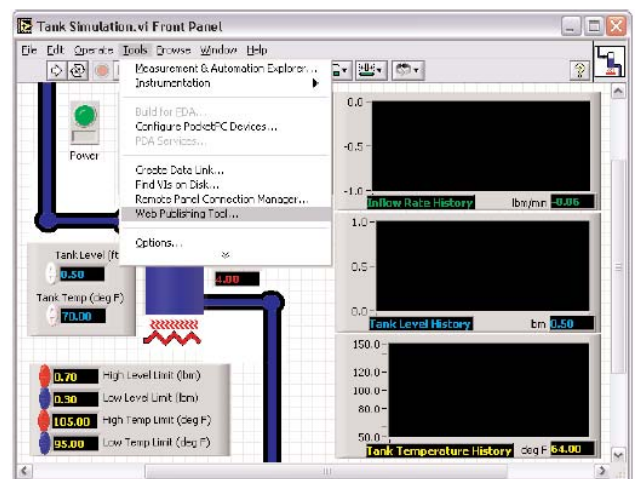 Tank Simulation.vi Front Panel
File Edit Operate Tools Browse Window Help
Measurement & Automation Explorer...
Instrumentation
Build for PDA...
Configure PocketPC Devices...
PDA Services...
Create Data Link...
Find VIs on Disk...
Remote Panel Connection Manager...
Web Publishing Tool...
Options...
Power
Tank Level (ft
0.50
Tank Temp (deg F)
70.00
4.00
0.70 High Level Limit (lbm)
0.30 Low Level Limit (lbm)
105.00 High Temp Limit (deg F)
95.00 Low Temp Limit (deg F)
0.0
-0.5
-1.0
Inflow Rate History lbm/min -0.06
1.0
0.5
0.0
Tank Level History lbm 0.50
150.0
120.0
100.0
80.0
50.0
Tank Temperature History deg F 64.00